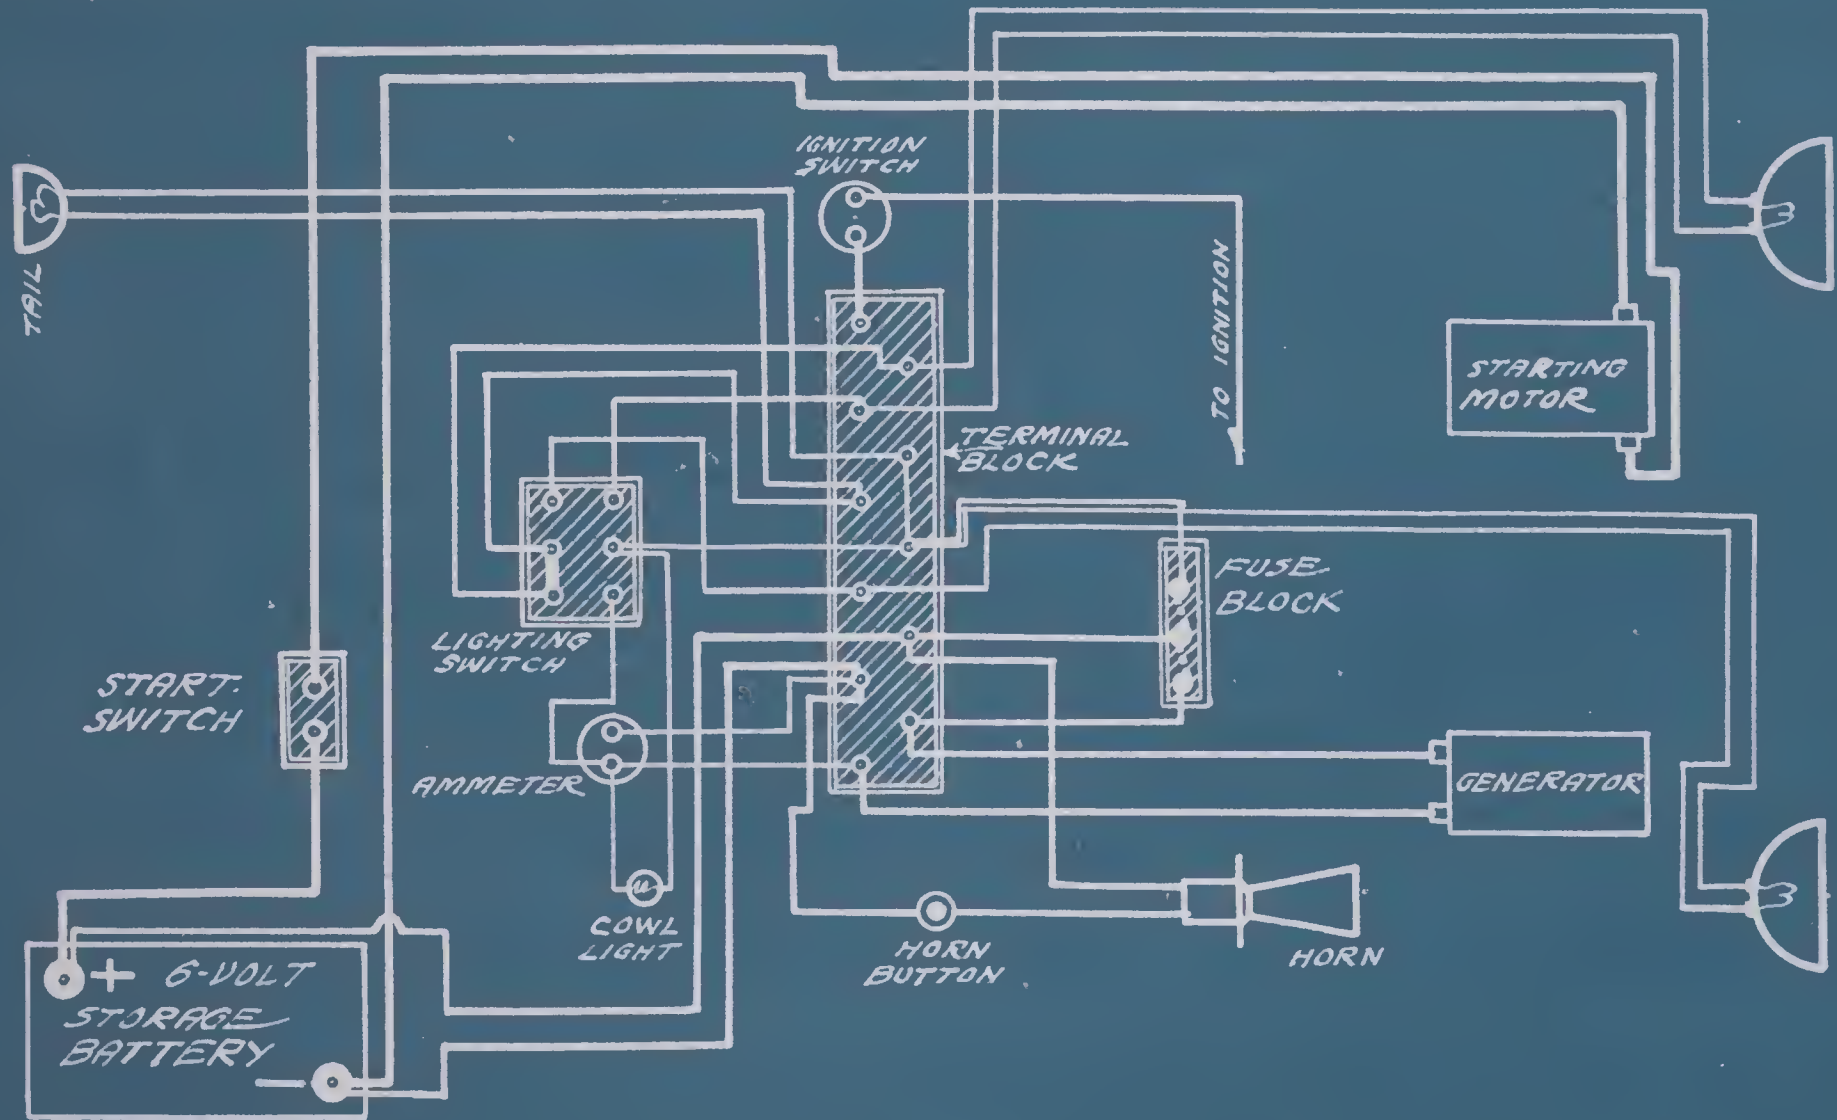 IGNITION
SWITCH
TAIL
TO IGNITION
STARTING
MOTOR
TERMINAL
BLOCK
FUSE
BLOCK
LIGHTING
SWITCH
START.
SWITCH
AMMETER
GENERATOR
COWL
LIGHT
HORN
BUTTON
HORN
+ 6-VOLT
STORAGE
BATTERY
—